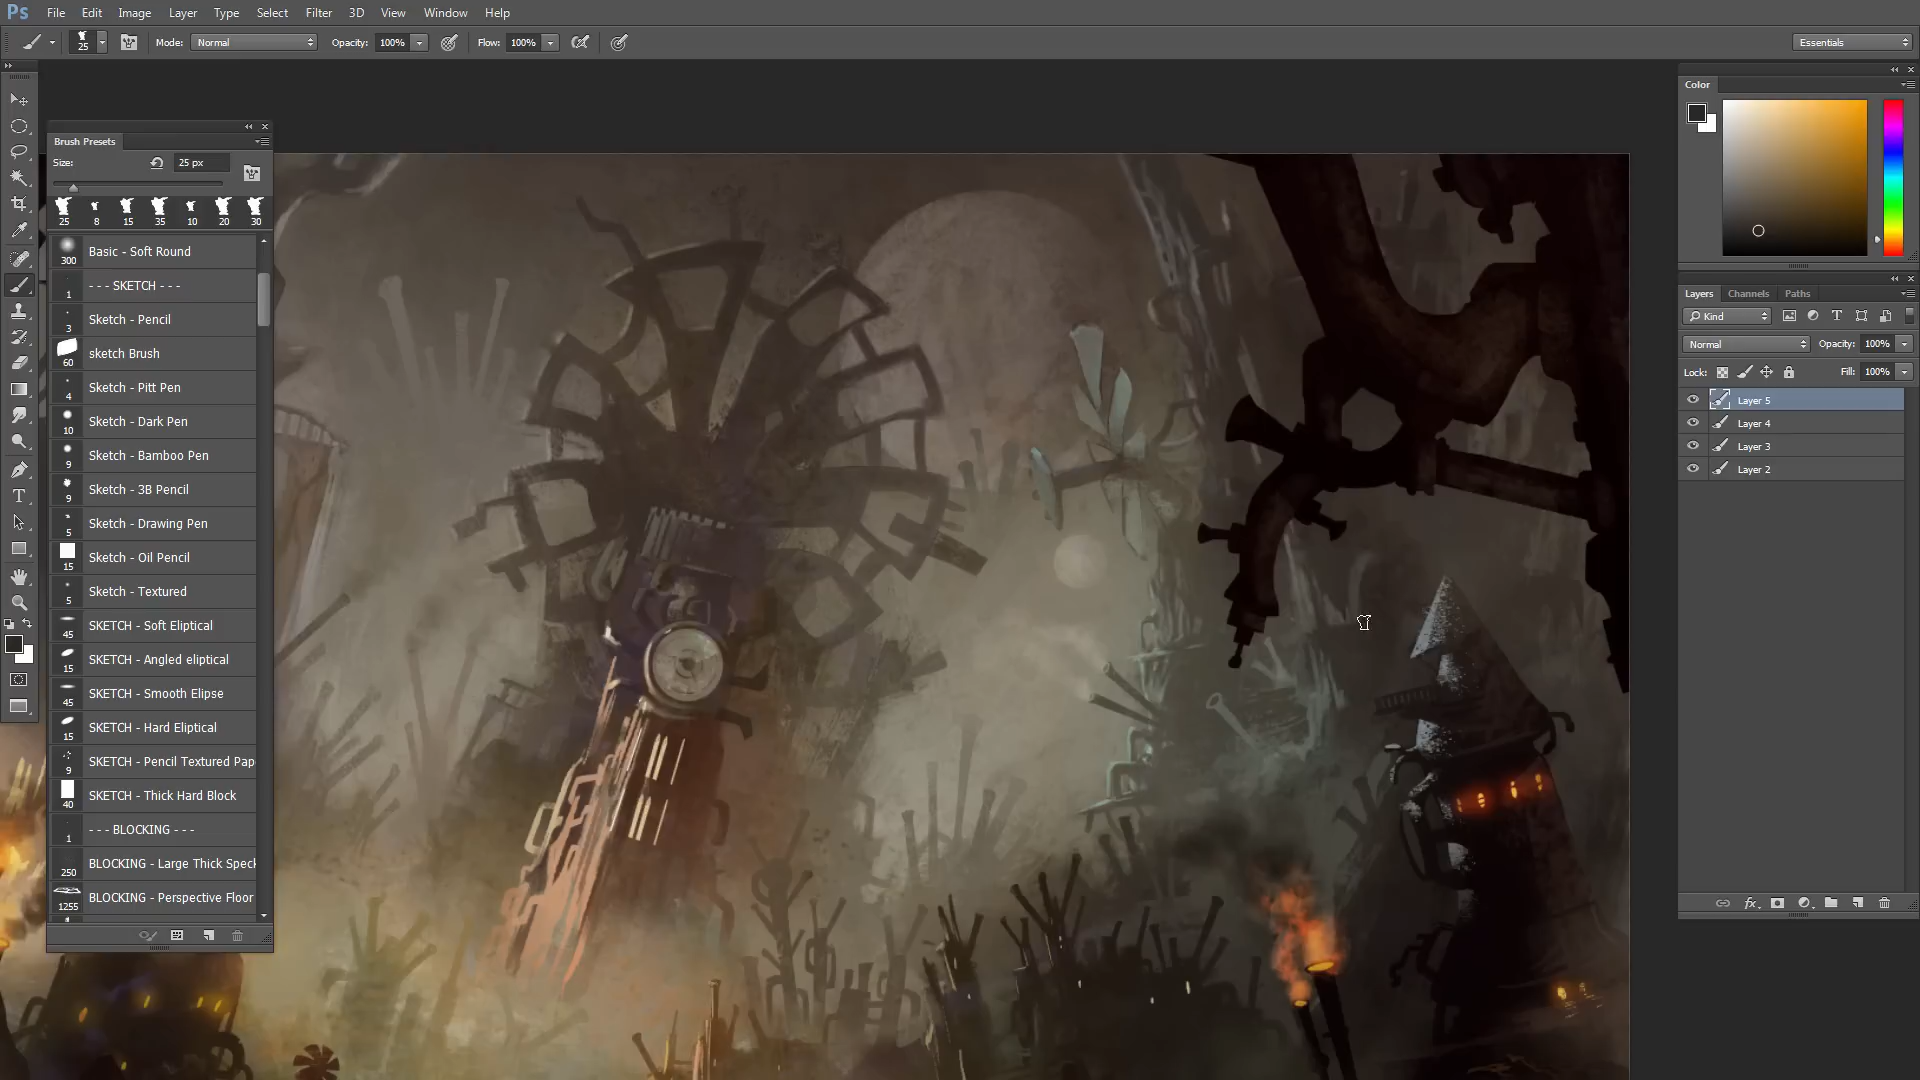 Ps File Edit Image Layer Type Select Filter 3D View Window Help
25 Mode: Normal Opacity: 100% Flow: 100% Essentials
Color
Brush Presets
Size: 25 px
25 8 15 35 10 20 30
300 Basic - Soft Round
1 - - - SKETCH - - -
3 Sketch - Pencil
60 sketch Brush
4 Sketch - Pitt Pen
10 Sketch - Dark Pen
9 Sketch - Bamboo Pen
9 Sketch - 3B Pencil
5 Sketch - Drawing Pen
15 Sketch - Oil Pencil
5 Sketch - Textured
45 SKETCH - Soft Eliptical
15 SKETCH - Angled eliptical
45 SKETCH - Smooth Elipse
15 SKETCH - Hard Eliptical
9 SKETCH - Pencil Textured Pap
40 SKETCH - Thick Hard Block
1 - - - BLOCKING - - -
250 BLOCKING - Large Thick Speck
1255 BLOCKING - Perspective Floor
Layers Channels Paths
Kind
Normal Opacity: 100%
Lock: Fill: 100%
Layer 5
Layer 4
Layer 3
Layer 2